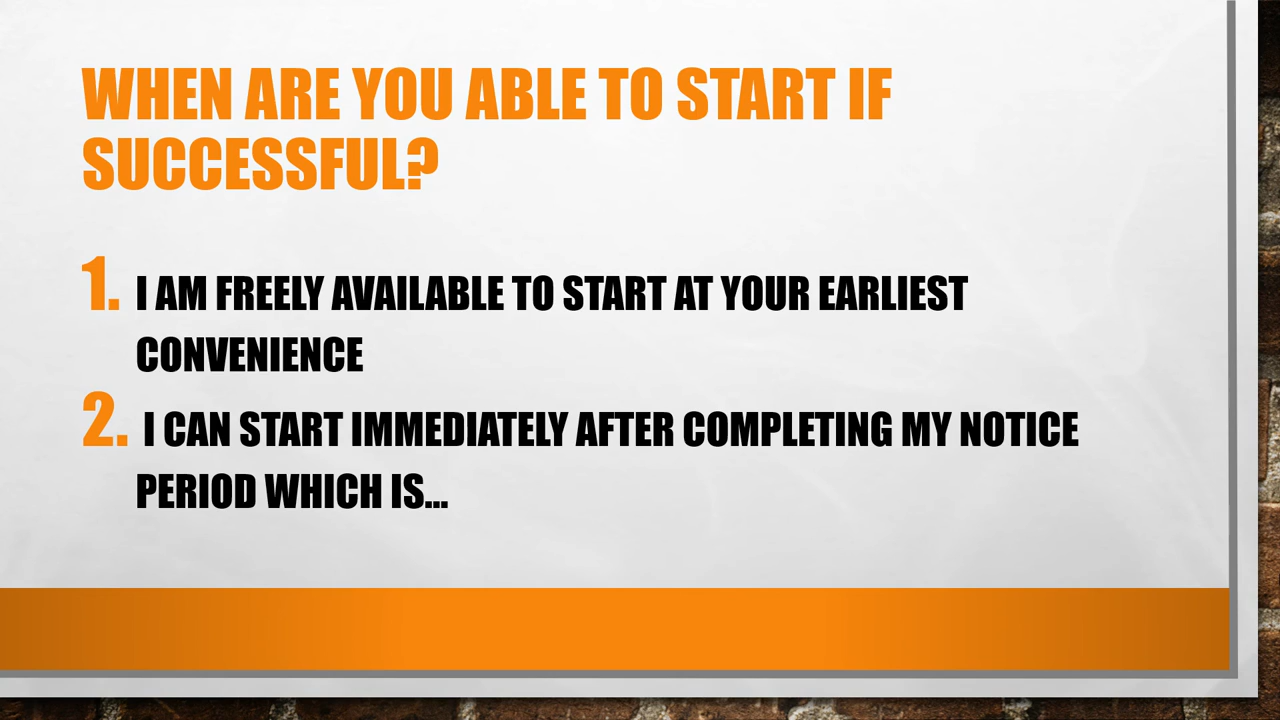 WHEN ARE YOU ABLE TO START IF
SUCCESSFUL?
1. I AM FREELY AVAILABLE TO START AT YOUR EARLIEST
CONVENIENCE
2. I CAN START IMMEDIATELY AFTER COMPLETING MY NOTICE
PERIOD WHICH IS...